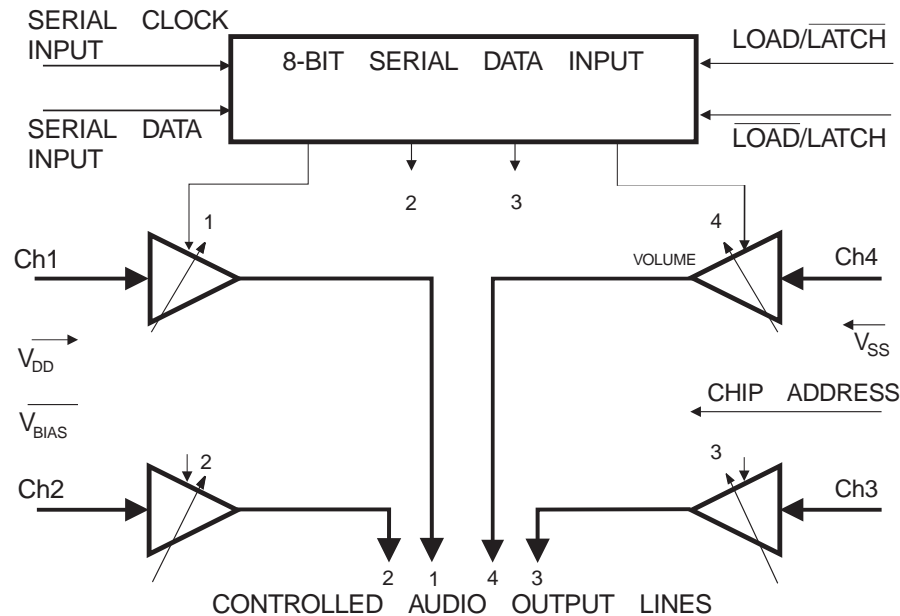 SERIAL CLOCK
INPUT
8-BIT SERIAL DATA INPUT
LOAD/LATCH
SERIAL DATA
INPUT
LOAD/LATCH
2
3
1
4
Ch1
VOLUME
Ch4
VDD
VSS
CHIP ADDRESS
VBIAS
2
3
Ch2
Ch3
2
1
4
3
CONTROLLED AUDIO OUTPUT LINES